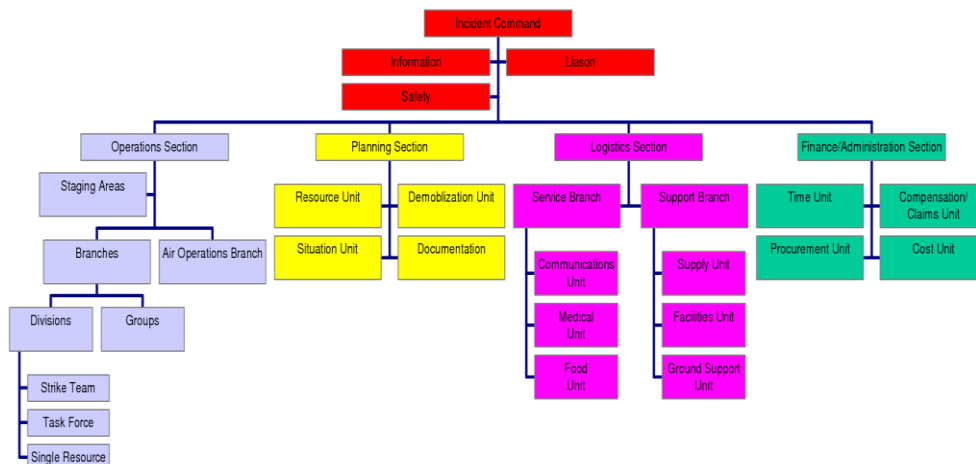 Incident Command
Information
Liason
Safety
Operations Section
Planning Section
Logistics Section
Finance/Administration Section
Staging Areas
Resource Unit
Demoblization Unit
Service Branch
Support Branch
Time Unit
Compensation/
Claims Unit
Branches
Air Operations Branch
Situation Unit
Documentation
Procurement Unit
Cost Unit
Communications
Unit
Supply Unit
Divisions
Groups
Medical
Unit
Facilities Unit
Food
Unit
Ground Support
Unit
Strike Team
Task Force
Single Resource